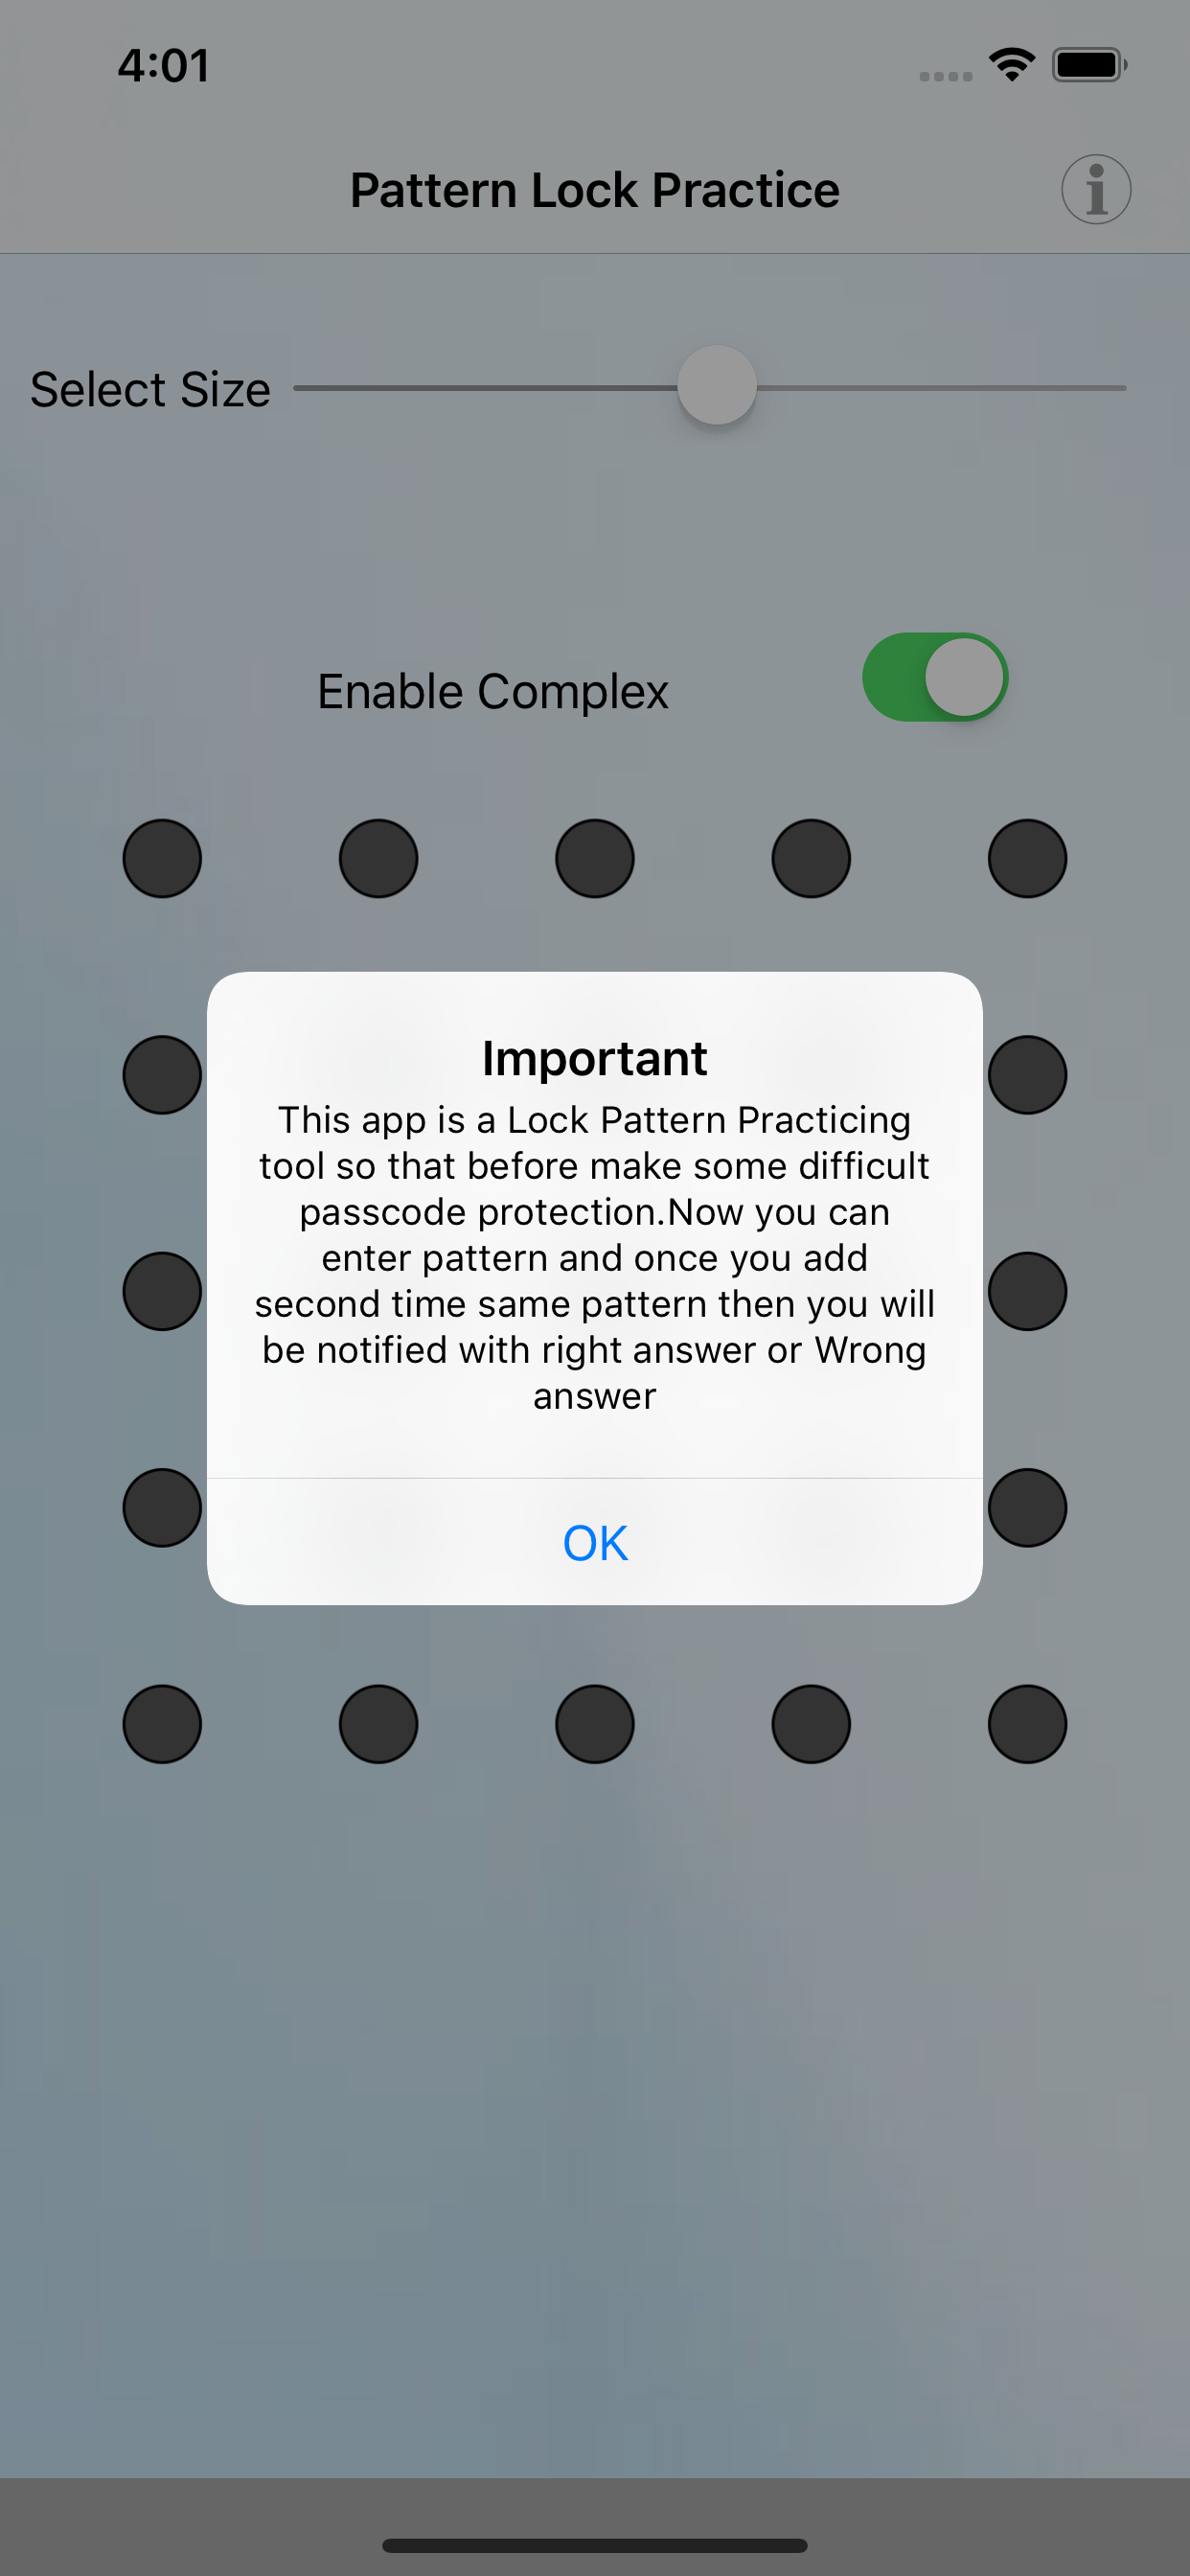 4:01
Pattern Lock Practice
Select Size
Enable Complex
Important
This app is a Lock Pattern Practicing
tool so that before make some difficult
passcode protection.Now you can
enter pattern and once you add
second time same pattern then you will
be notified with right answer or Wrong
answer
OK